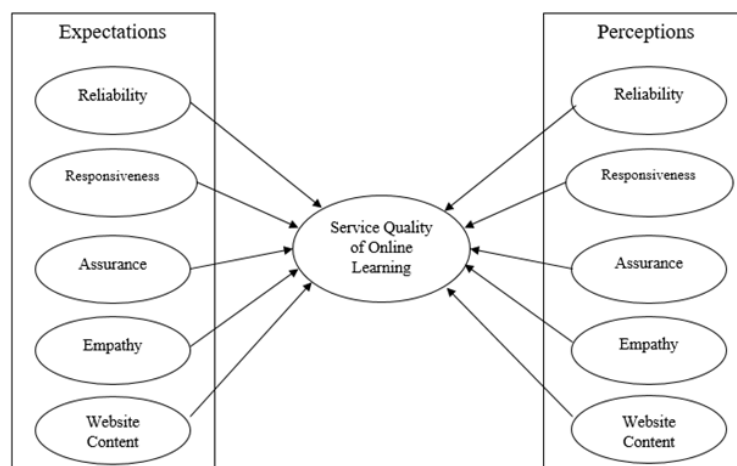 Expectations
Reliability
Responsiveness
Assurance
Empathy
Website
Content
Service Quality
of Online
Learning
Perceptions
Reliability
Responsiveness
Assurance
Empathy
Website
Content